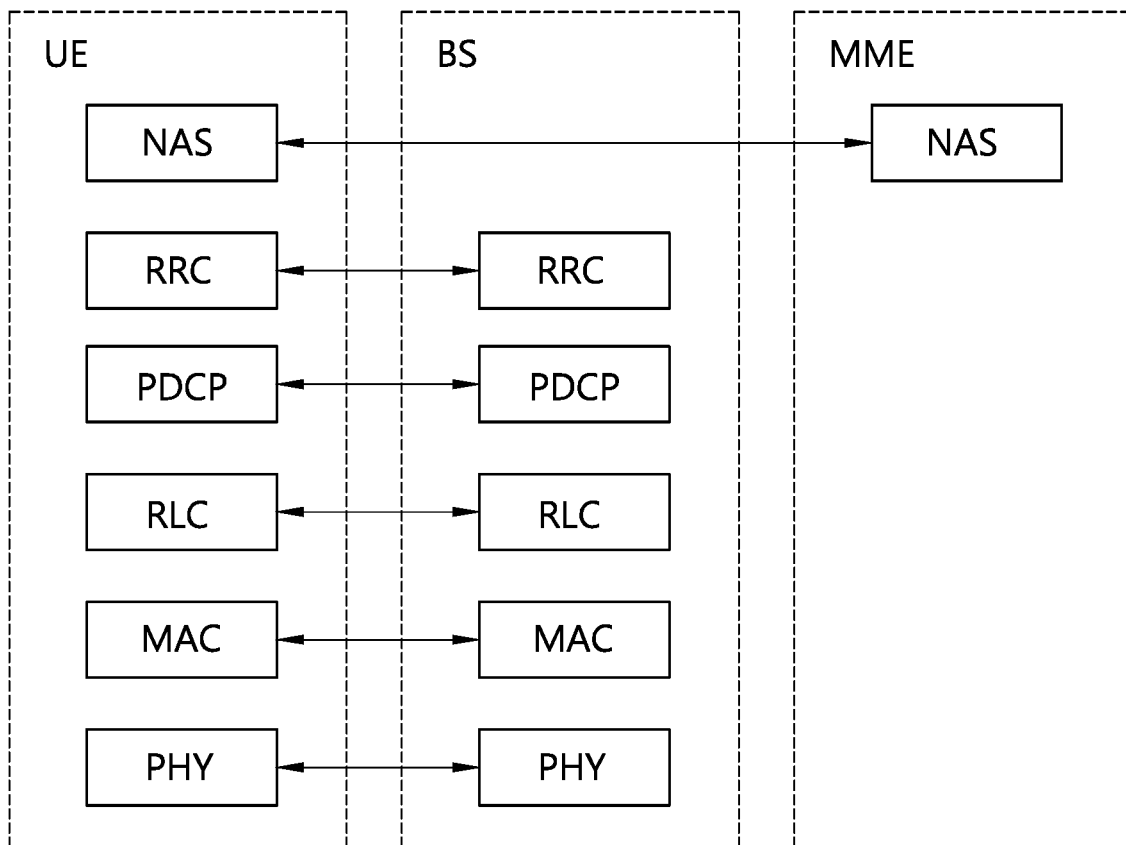 UE BS MME
NAS NAS
RRC RRC
PDCP PDCP
RLC RLC
MAC MAC
PHY PHY